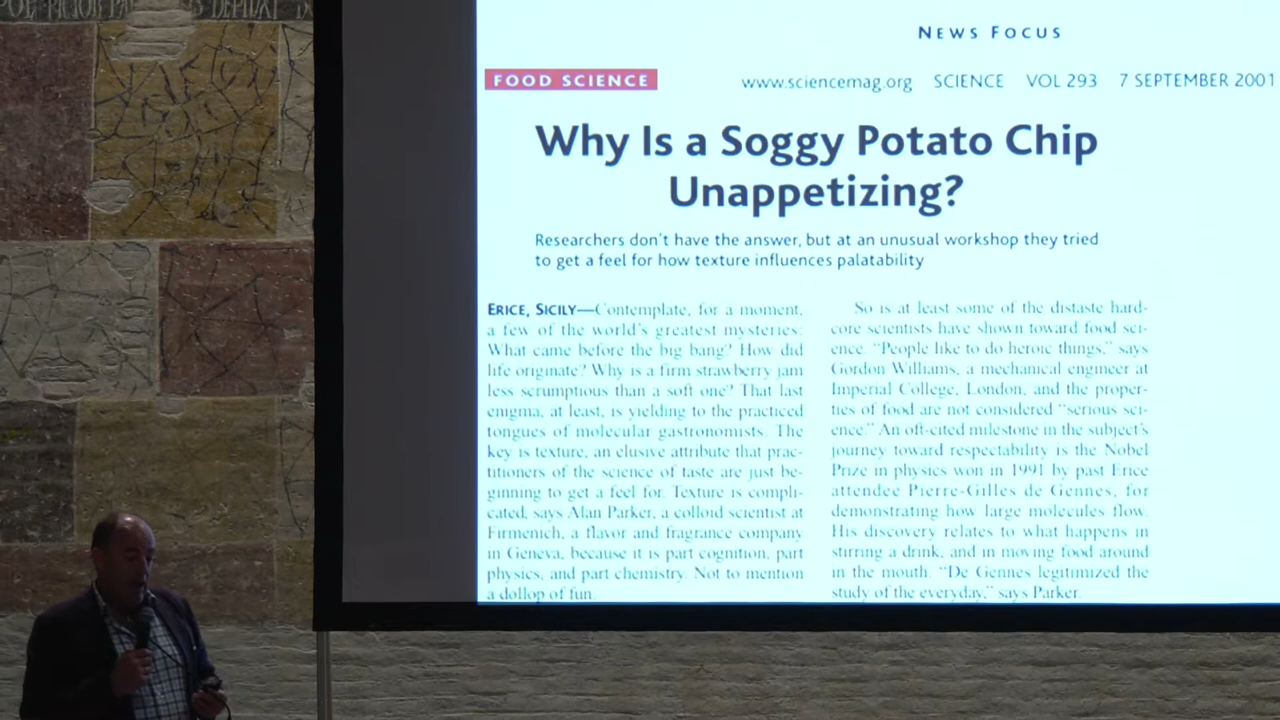 NEWS FOCUS
FOOD SCIENCE www.sciencemag.org SCIENCE VOL 293 7 SEPTEMBER 2001
Why Is a Soggy Potato Chip
Unappetizing?
Researchers don't have the answer, but at an unusual workshop they tried
to get a feel for how texture influences palatability
ERICE, SICILY—Contemplate, for a moment,
a few of the world's greatest mysteries:
What came before the big bang? How did
life originate? Why is a firm strawberry jam
less scrumptious than a soft one? That last
enigma, at least, is yielding to the practiced
tongues of molecular gastronomists. The
key is texture, an elusive attribute that prac-
titioners of the science of taste are just be-
ginning to get a feel for. Texture is compli-
cated, says Alan Parker, a colloid scientist at
Firmenich, a flavor and fragrance company
in Geneva, because it is part cognition, part
physics, and part chemistry. Not to mention
a dollop of fun.
So is at least some of the distaste hard-
core scientists have shown toward food sci-
ence. "People like to do heroic things," says
Gordon Williams, a mechanical engineer at
Imperial College, London, and the proper-
ties of food are not considered "serious sci-
ence." An oft-cited milestone in the subject's
journey toward respectability is the Nobel
Prize in physics won in 1991 by past Erice
attendee Pierre-Gilles de Gennes, for
demonstrating how large molecules flow.
His discovery relates to what happens in
stirring a drink, and in moving food around
in the mouth. "De Gennes legitimized the
study of the everyday," says Parker.